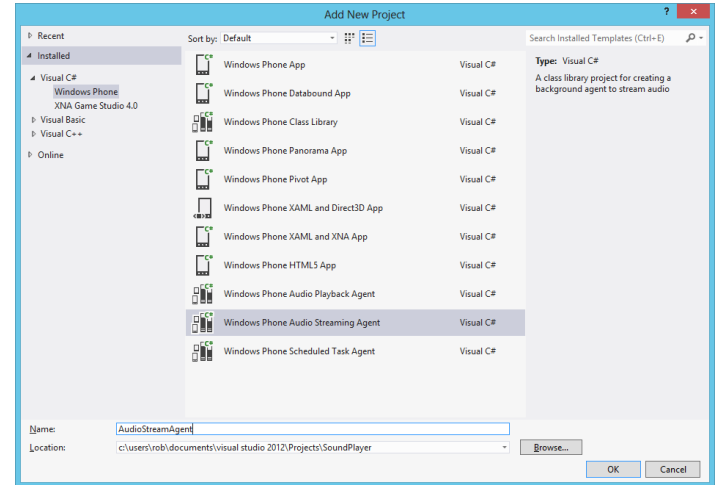 Add New Project
? ×
Recent
Sort by: Default
Search Installed Templates (Ctrl+E)
Installed
Visual C#
Windows Phone
XNA Game Studio 4.0
Visual Basic
Visual C++
Online
Windows Phone App Visual C#
Windows Phone Databound App Visual C#
Windows Phone Class Library Visual C#
Windows Phone Panorama App Visual C#
Windows Phone Pivot App Visual C#
Windows Phone XAML and Direct3D App Visual C#
Windows Phone XAML and XNA App Visual C#
Windows Phone HTML5 App Visual C#
Windows Phone Audio Playback Agent Visual C#
Windows Phone Audio Streaming Agent Visual C#
Windows Phone Scheduled Task Agent Visual C#
Type: Visual C#
A class library project for creating a
background agent to stream audio
Name: AudioStreamAgent
Location: c:\users\rob\documents\visual studio 2012\Projects\SoundPlayer
Browse...
OK Cancel